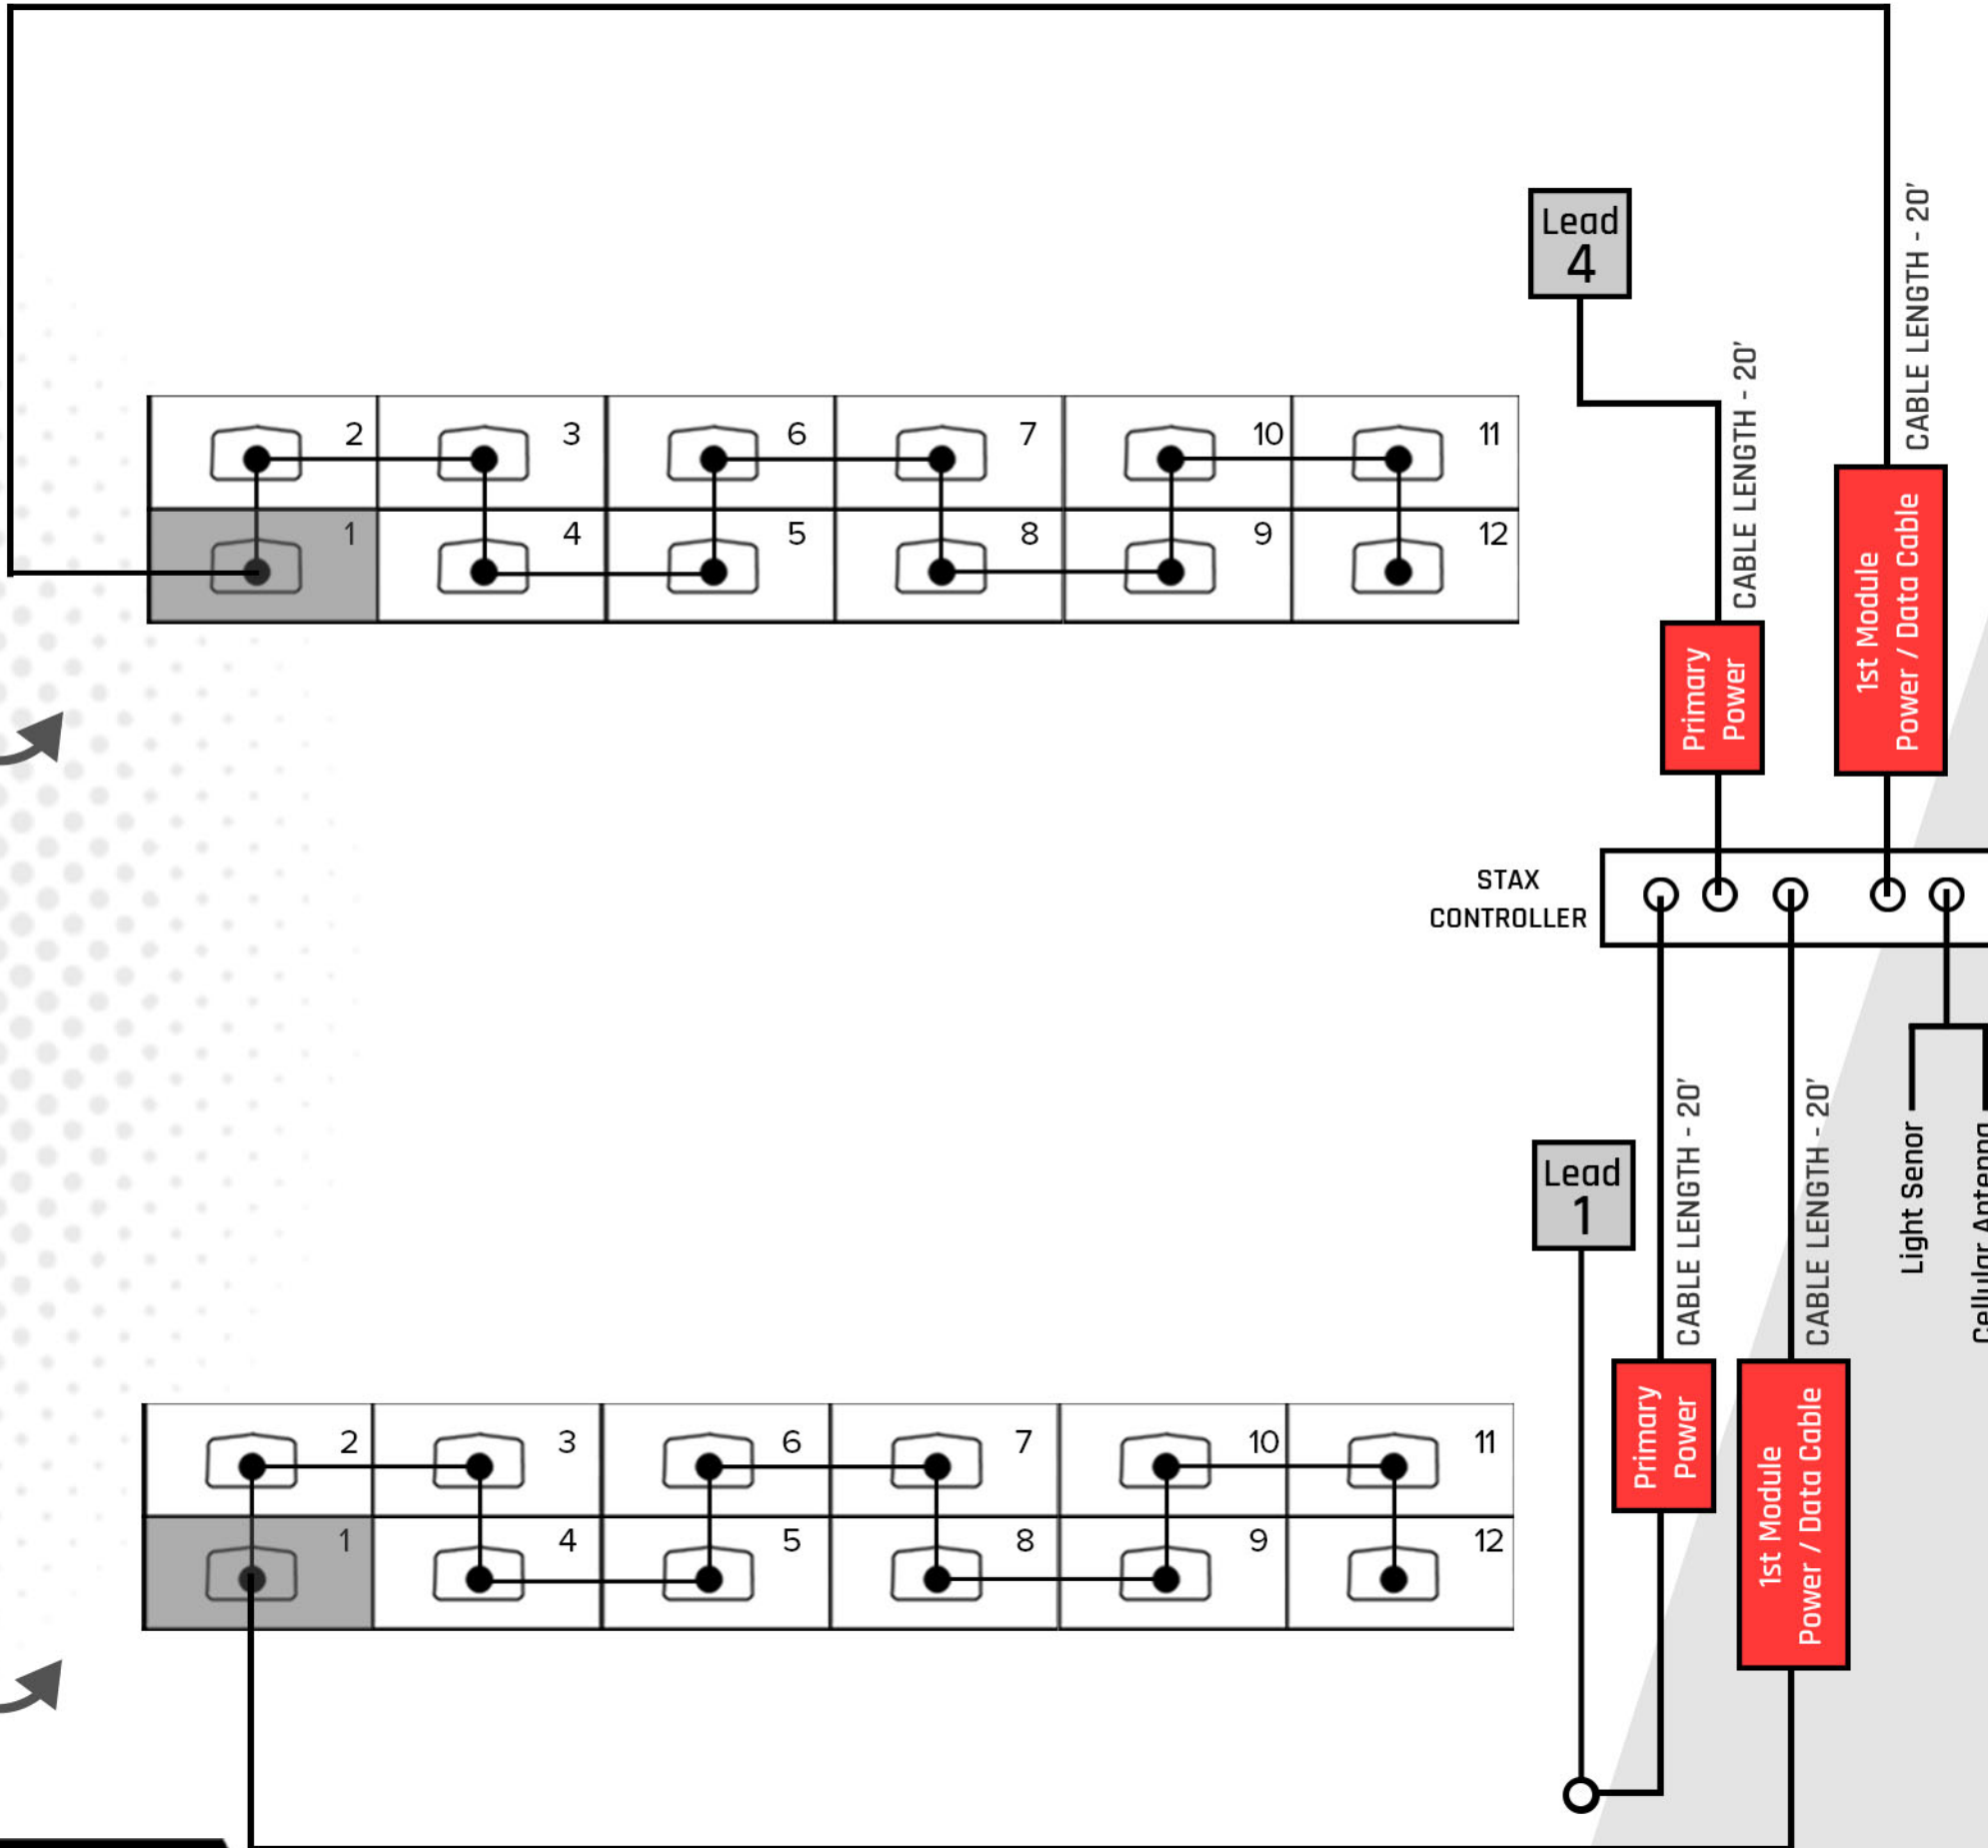 Lead
4
CABLE LENGTH - 20'
CABLE LENGTH - 20'
2 3 6 7 10 11
1 4 5 8 9 12
Primary
Power
1st Module
Power / Data Cable
STAX
CONTROLLER
Lead
1
CABLE LENGTH - 20'
CABLE LENGTH - 20'
Light Senor
Cellular Antenna
Primary
Power
1st Module
Power / Data Cable
2 3 6 7 10 11
1 4 5 8 9 12